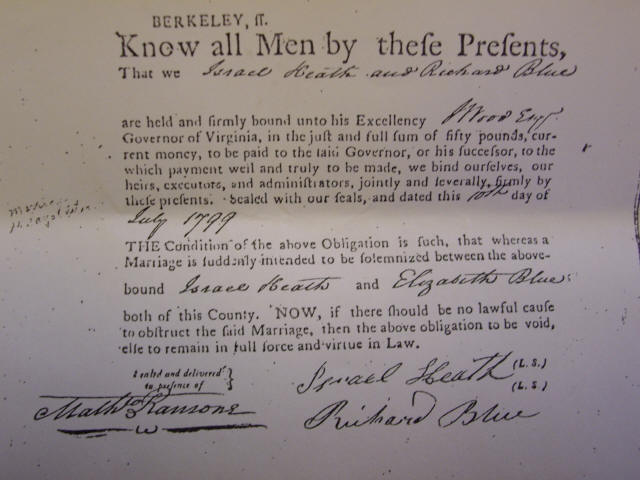 BERKELEY, ſſ.
Know all Men by theſe Preſents,
That we Israel Heath and Richard Blue
are held and firmly bound unto his Excellency J Wood Esqr
Governor of Virginia, in the juſt and full sum of fifty pounds, cur-
rent money, to be paid to the ſaid Governor, or his ſucceſſor, to the
which payment well and truly to be made, we bind ourſelves, our
heirs, executors, and adminiſtrators, jointly and ſeverally, firmly by
theſe preſents. Sealed with our ſeals, and dated this 10th day of
July 1799
THE Condition of the above Obligation is ſuch, that whereas a
Marriage is ſuddenly intended to be ſolemnized between the above-
bound Israel Heath and Elizabeth Blue
both of this County. NOW, if there ſhould be no lawful cauſe
to obſtruct the ſaid Marriage, then the above obligation to be void,
elſe to remain in full force and virtue in Law.
Sealed and delivered
in preſence of
Israel Heath (L. S.)
(L. S.)
Math Ransone
Richard Blue